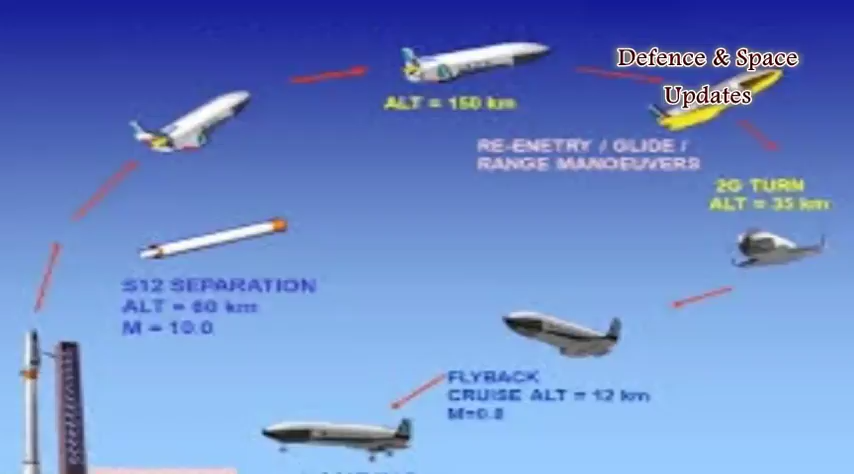 Defence & Space
Updates
ALT = 150 km
RE-ENETRY / GLIDE /
RANGE MANOEUVERS
2G TURN
ALT = 35 km
S12 SEPARATION
ALT = 60 km
M = 10.0
FLYBACK
CRUISE ALT = 12 km
M=0.8